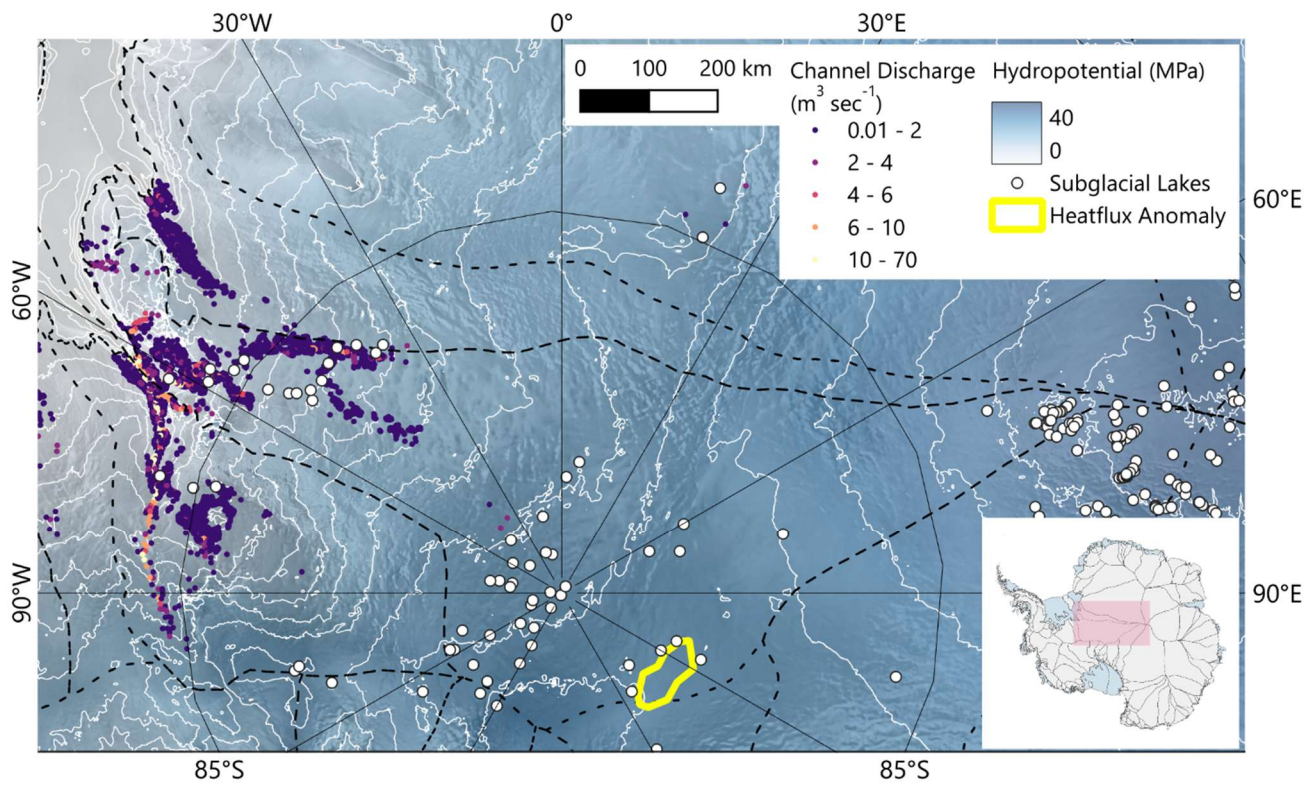 30°W 0° 30°E
0 100 200 km
Channel Discharge
(m³ sec⁻¹)
0.01 - 2
2 - 4
4 - 6
6 - 10
10 - 70
Hydropotential (MPa)
40
0
Subglacial Lakes
Heatflux Anomaly
60°E
60°W
90°W
90°E
85°S 85°S